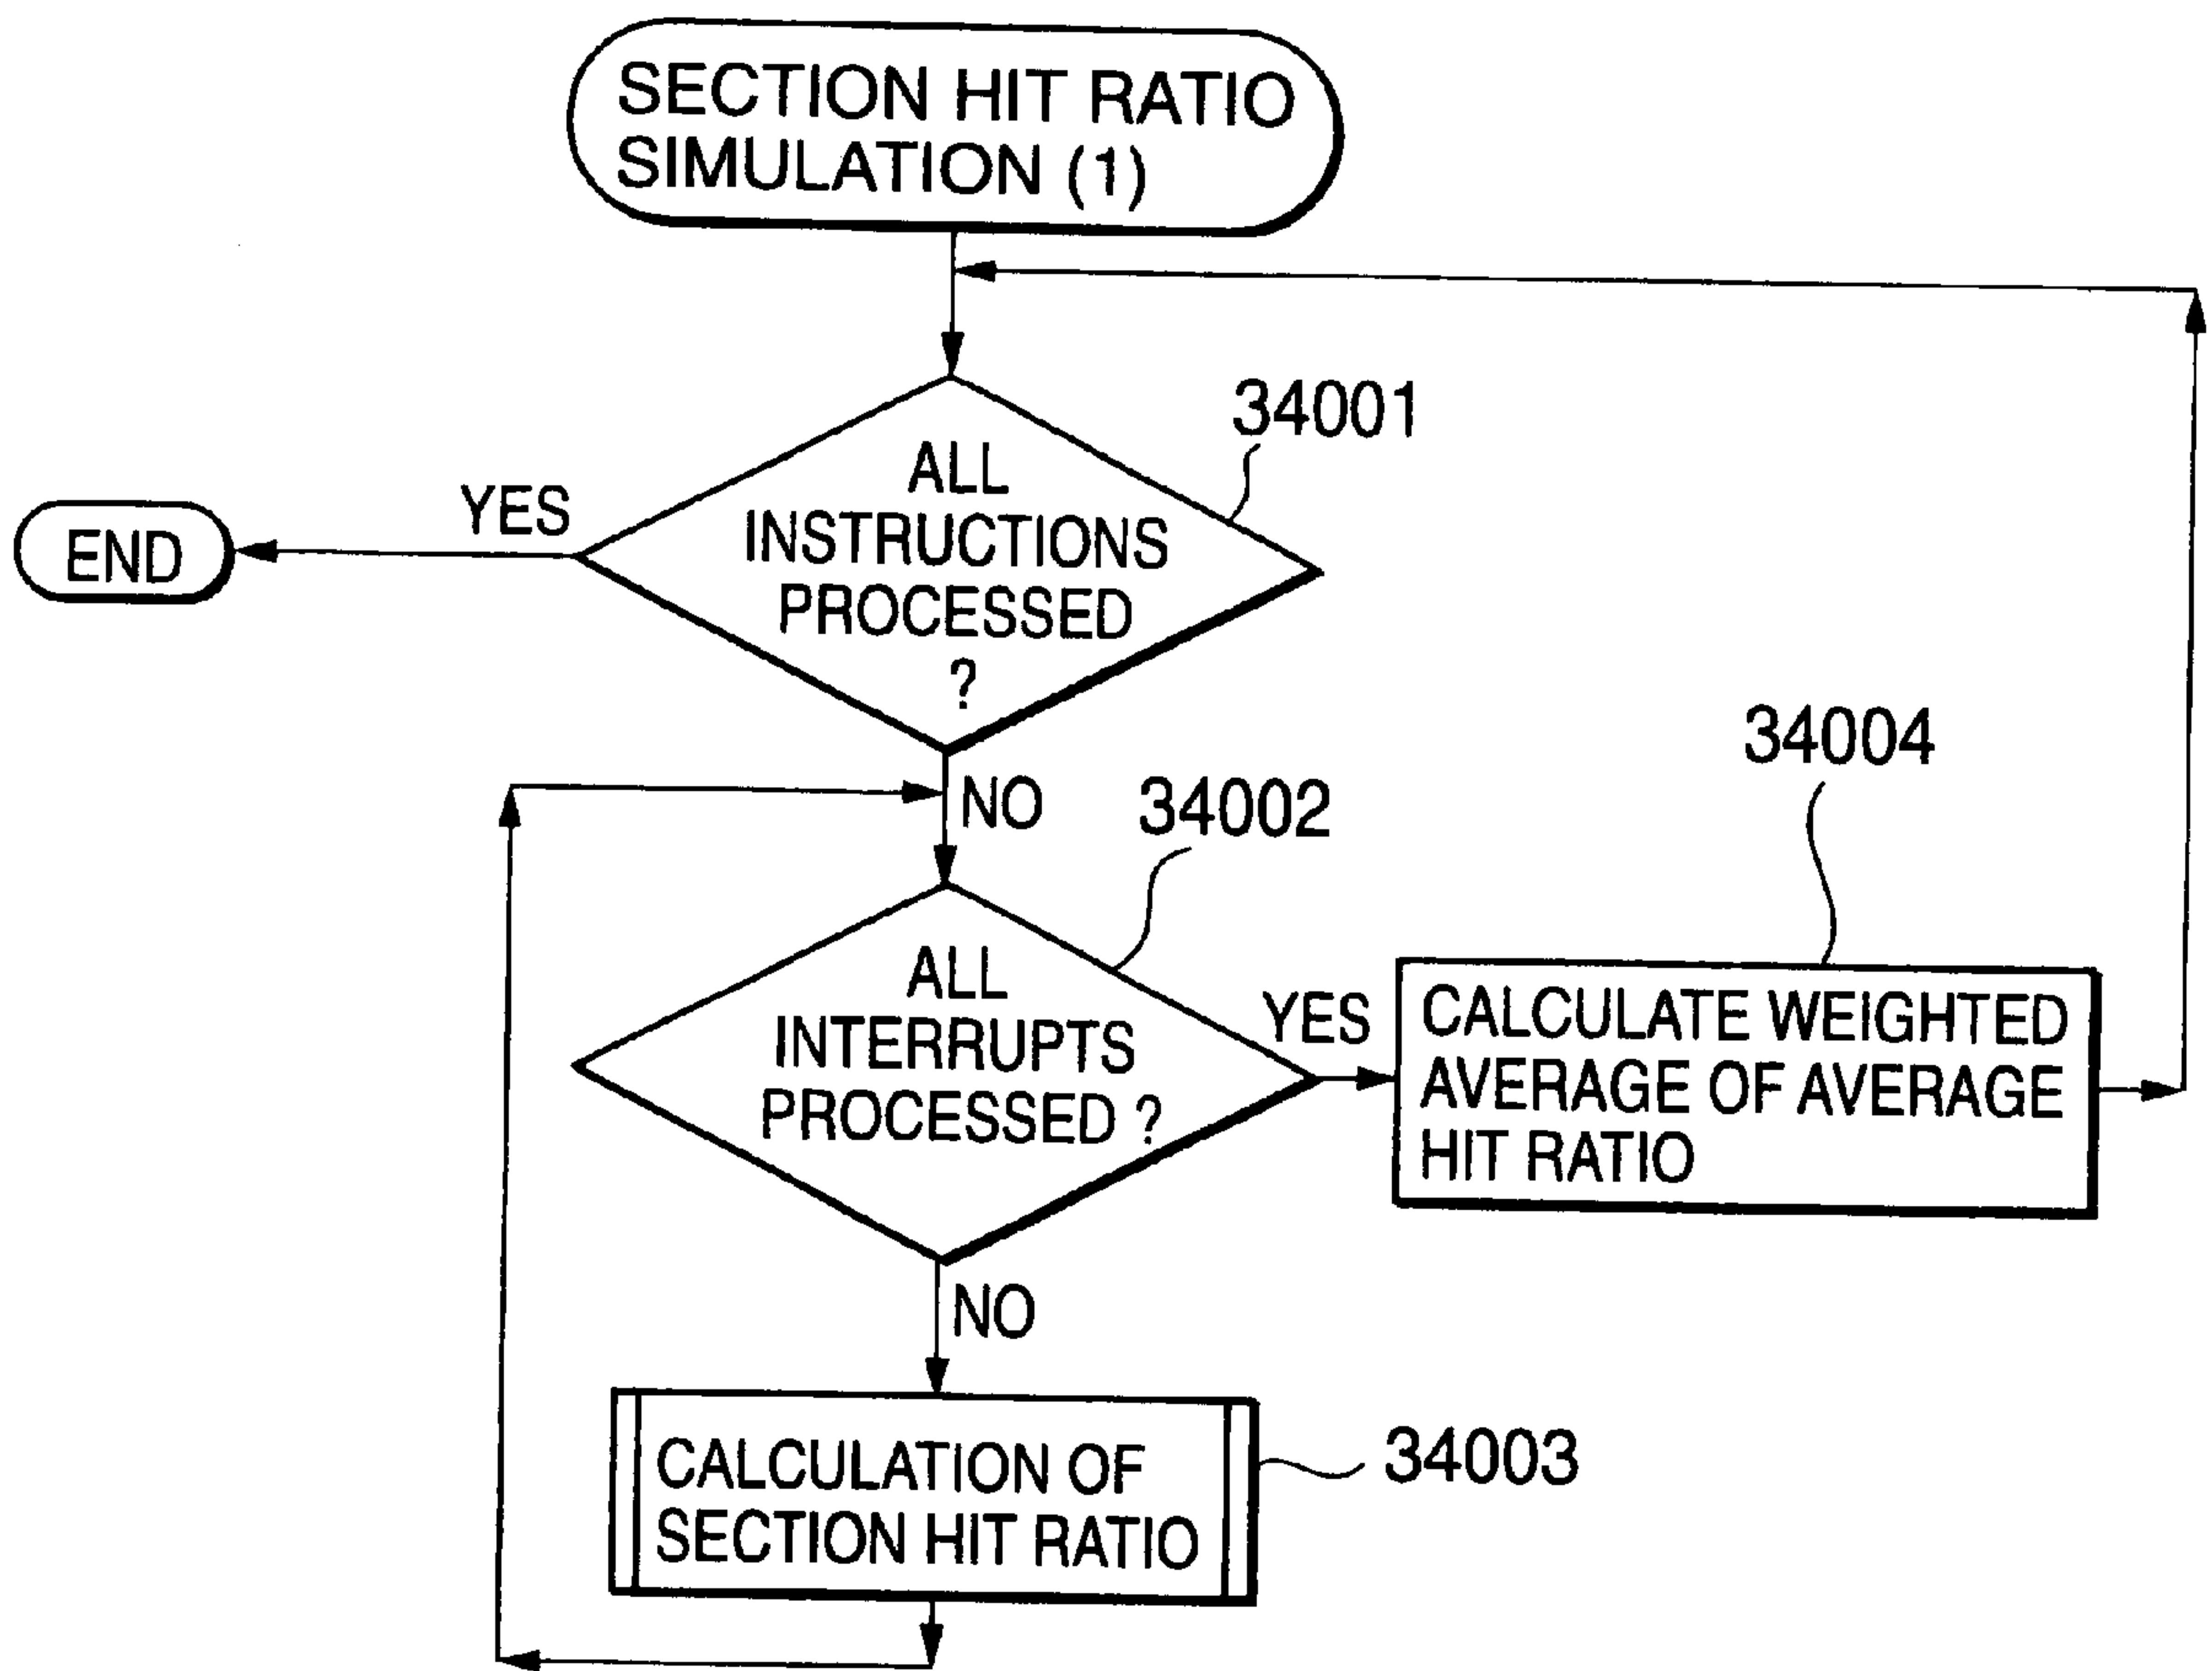 SECTION HIT RATIO
SIMULATION (1)
34001
ALL
INSTRUCTIONS
PROCESSED
?
YES
END
NO
34002
34004
ALL
INTERRUPTS
PROCESSED ?
YES
CALCULATE WEIGHTED
AVERAGE OF AVERAGE
HIT RATIO
NO
CALCULATION OF
SECTION HIT RATIO
34003